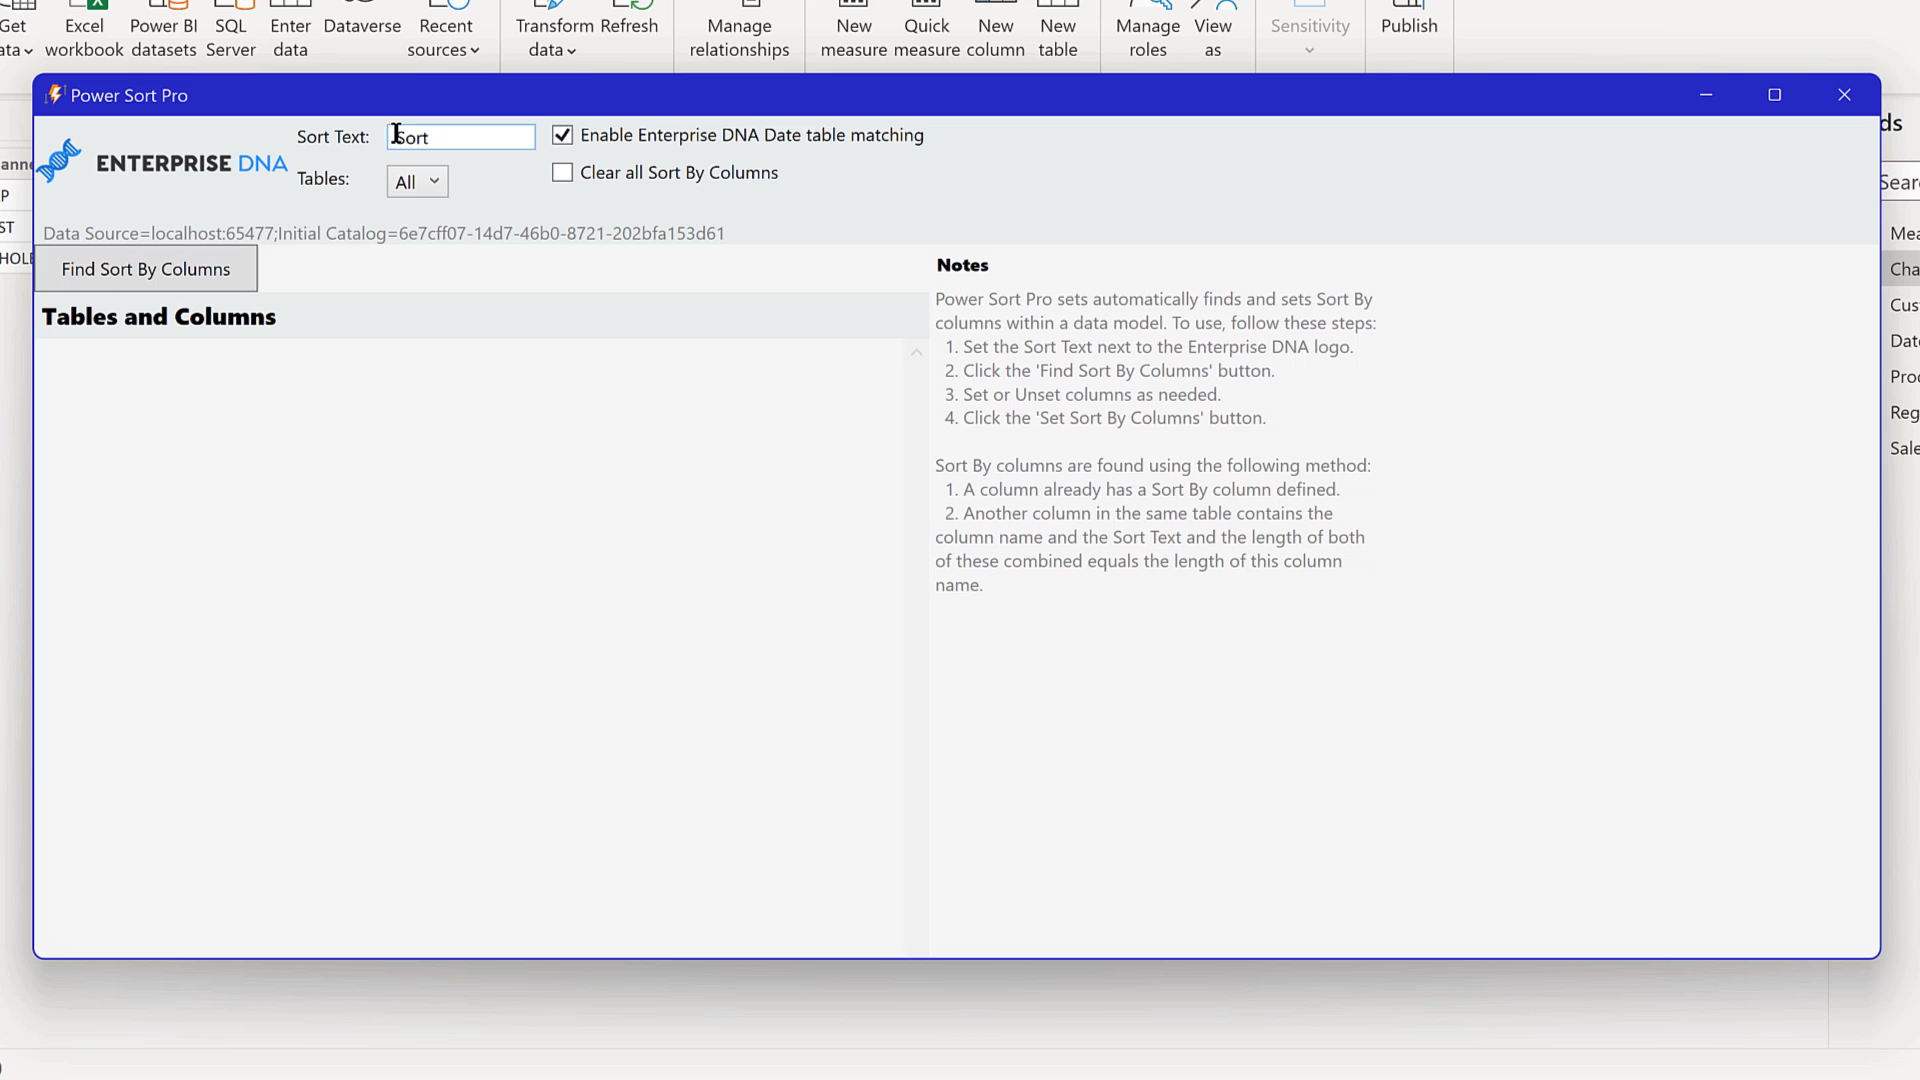 Get Excel Power BI SQL Enter Dataverse Recent Transform Refresh Manage New Quick New New Manage View Sensitivity Publish
workbook datasets Server data sources data relationships measure measure column table roles as
Power Sort Pro
Sort Text: Sort Enable Enterprise DNA Date table matching
ENTERPRISE DNA
Tables: All Clear all Sort By Columns
Data Source=localhost:65477;Initial Catalog=6e7cff07-14d7-46b0-8721-202bfa153d61
Find Sort By Columns
Tables and Columns
Notes
Power Sort Pro sets automatically finds and sets Sort By
columns within a data model. To use, follow these steps:
1. Set the Sort Text next to the Enterprise DNA logo.
2. Click the 'Find Sort By Columns' button.
3. Set or Unset columns as needed.
4. Click the 'Set Sort By Columns' button.
Sort By columns are found using the following method:
1. A column already has a Sort By column defined.
2. Another column in the same table contains the
column name and the Sort Text and the length of both
of these combined equals the length of this column
name.